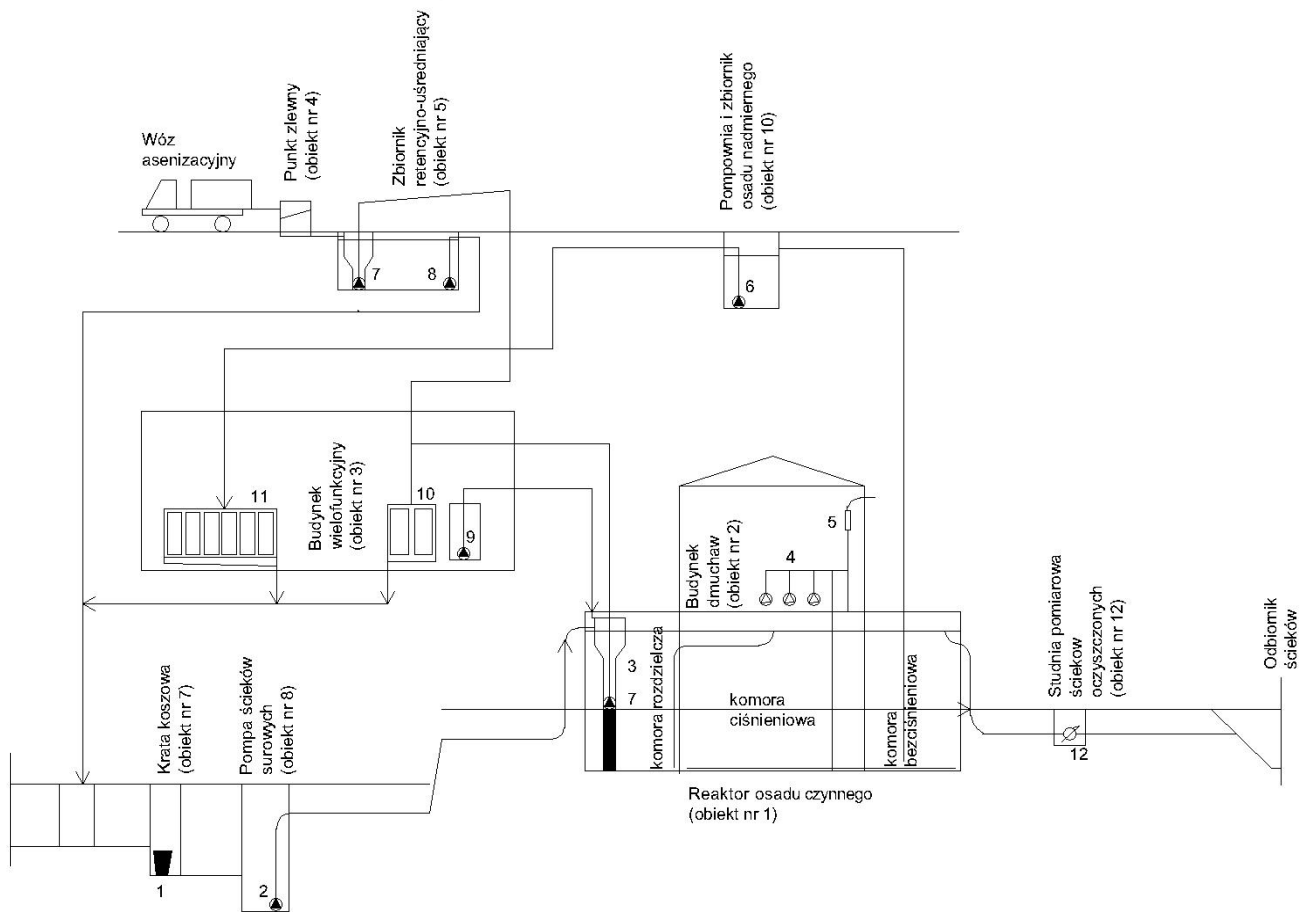 Wóz
asenizacyjny
Punkt zlewny
(obiekt nr 4)
Zbiornik
retencyjno-uśredniający
(obiekt nr 5)
Pompownia i zbiornik
osadu nadmiernego
(obiekt nr 10)
7
8
6
11
Budynek
wielofunkcyjny
(obiekt nr 3)
10
9
Budynek
dmuchaw
(obiekt nr 2)
4
5
Krata koszowa
(obiekt nr 7)
Pompa ścieków
surowych
(obiekt nr 8)
3
7
komora rozdzielcza
komora
ciśnieniowa
komora
bezciśnieniowa
Studnia pomiarowa
ściekow
oczyszczonych
(obiekt nr 12)
Odbiornik
ścieków
12
Reaktor osadu czynnego
(obiekt nr 1)
1
2